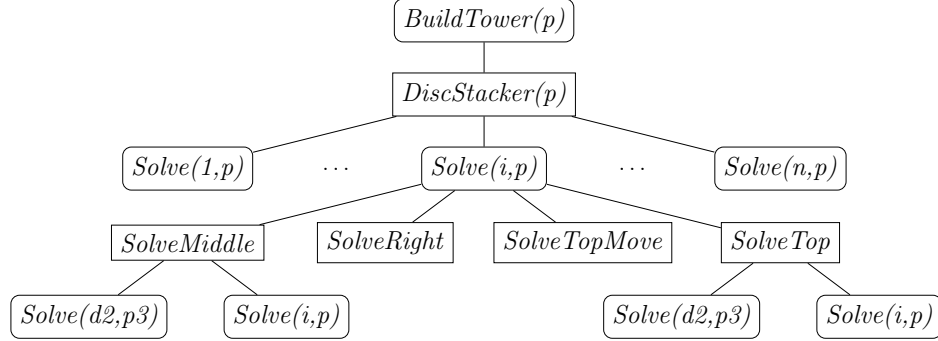 BuildTower(p)
DiscStacker(p)
Solve(1,p) ... Solve(i,p) ... Solve(n,p)
SolveMiddle SolveRight SolveTopMove SolveTop
Solve(d2,p3) Solve(i,p) Solve(d2,p3) Solve(i,p)